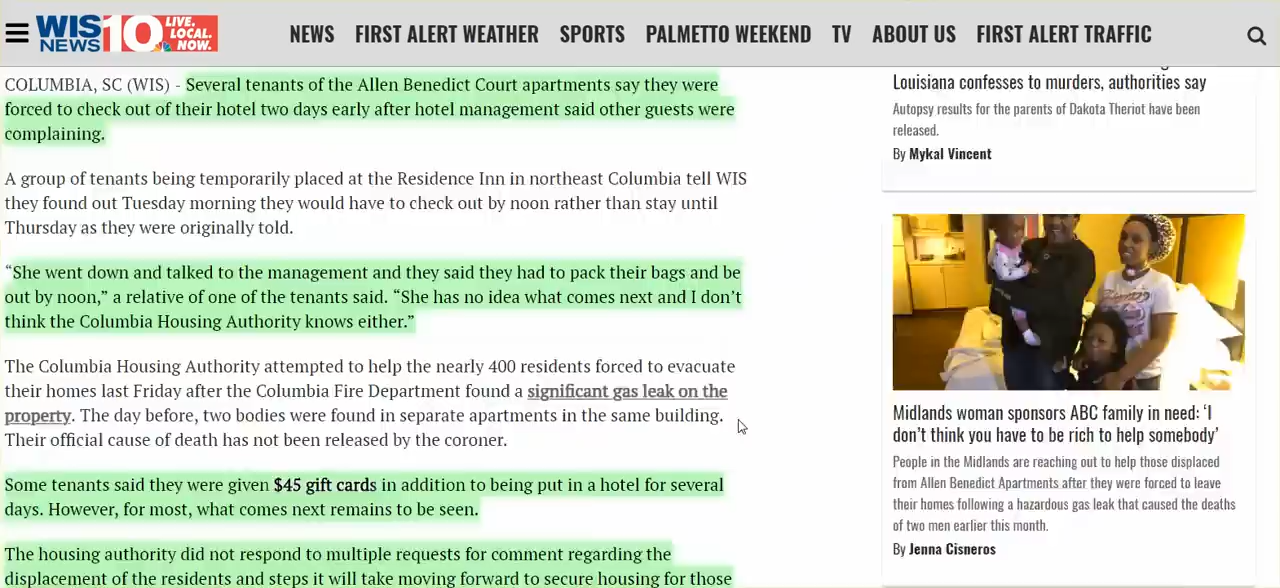 WIS NEWS 10 LIVE. LOCAL. NOW.
NEWS FIRST ALERT WEATHER SPORTS PALMETTO WEEKEND TV ABOUT US FIRST ALERT TRAFFIC
COLUMBIA, SC (WIS) - Several tenants of the Allen Benedict Court apartments say they were
forced to check out of their hotel two days early after hotel management said other guests were
complaining.
A group of tenants being temporarily placed at the Residence Inn in northeast Columbia tell WIS
they found out Tuesday morning they would have to check out by noon rather than stay until
Thursday as they were originally told.
“She went down and talked to the management and they said they had to pack their bags and be
out by noon,” a relative of one of the tenants said. “She has no idea what comes next and I don’t
think the Columbia Housing Authority knows either.”
The Columbia Housing Authority attempted to help the nearly 400 residents forced to evacuate
their homes last Friday after the Columbia Fire Department found a significant gas leak on the
property. The day before, two bodies were found in separate apartments in the same building.
Their official cause of death has not been released by the coroner.
Some tenants said they were given $45 gift cards in addition to being put in a hotel for several
days. However, for most, what comes next remains to be seen.
The housing authority did not respond to multiple requests for comment regarding the
displacement of the residents and steps it will take moving forward to secure housing for those
Louisiana confesses to murders, authorities say
Autopsy results for the parents of Dakota Theriot have been
released.
By Mykal Vincent
Midlands woman sponsors ABC family in need: ‘I
don’t think you have to be rich to help somebody’
People in the Midlands are reaching out to help those displaced
from Allen Benedict Apartments after they were forced to leave
their homes following a hazardous gas leak that caused the deaths
of two men earlier this month.
By Jenna Cisneros